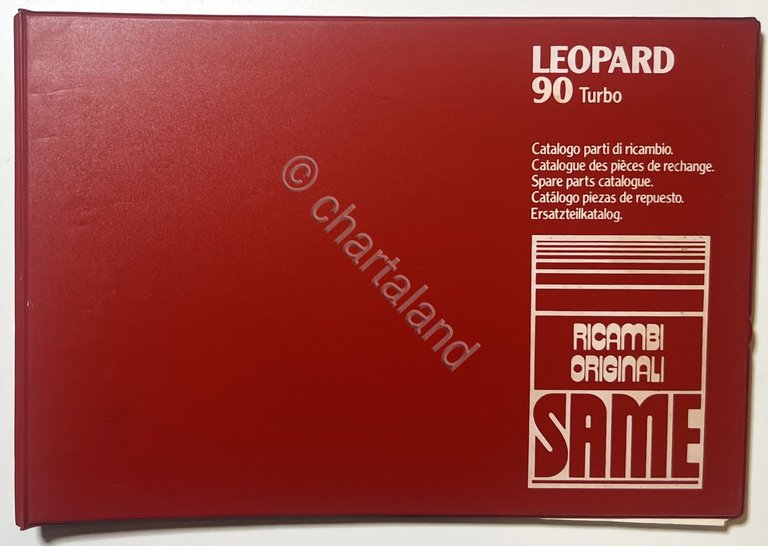 LEOPARD
90 Turbo
Catalogo parti di ricambio.
Catalogue des pièces de rechange.
Spare parts catalogue.
Catálogo piezas de repuesto.
Ersatzteilkatalog.
RICAMBI
ORIGINALI
SAME
© chartaland